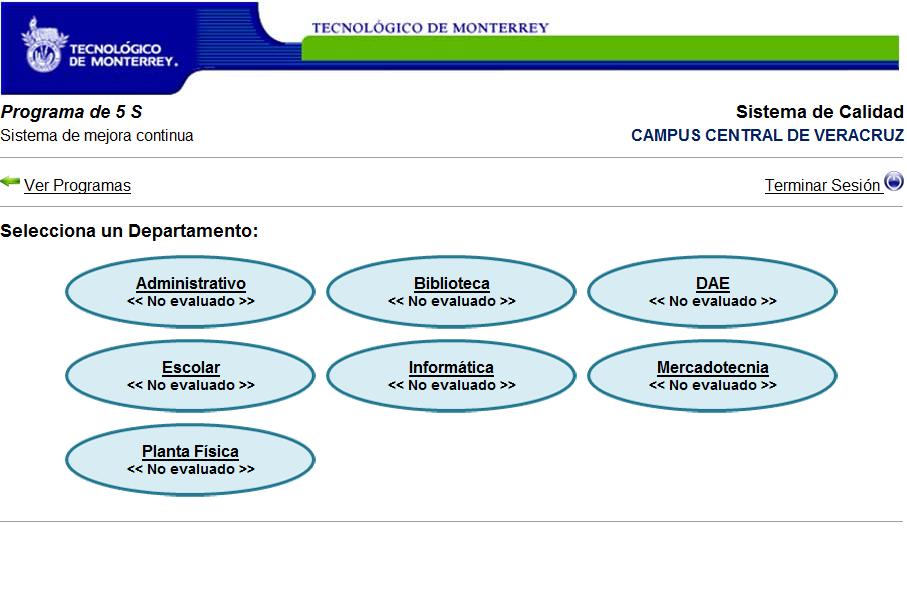 TECNOLÓGICO
DE MONTERREY.
TECNOLÓGICO DE MONTERREY
Programa de 5 S
Sistema de Calidad
Sistema de mejora continua
CAMPUS CENTRAL DE VERACRUZ
Ver Programas
Terminar Sesión
Selecciona un Departamento:
Administrativo
<< No evaluado >>
Biblioteca
<< No evaluado >>
DAE
<< No evaluado >>
Escolar
<< No evaluado >>
Informática
<< No evaluado >>
Mercadotecnia
<< No evaluado >>
Planta Física
<< No evaluado >>